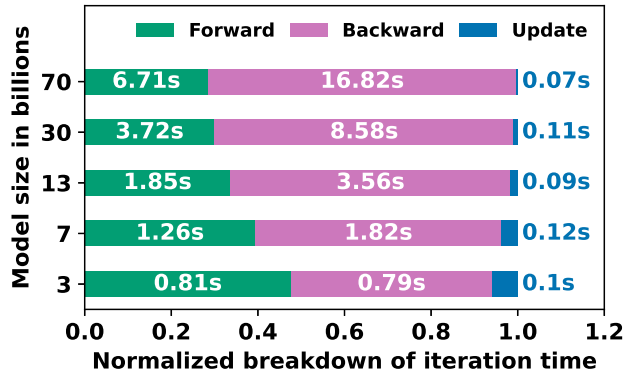 Forward Backward Update
Model size in billions
70 6.71s 16.82s 0.07s
30 3.72s 8.58s 0.11s
13 1.85s 3.56s 0.09s
7 1.26s 1.82s 0.12s
3 0.81s 0.79s 0.1s
0.0 0.2 0.4 0.6 0.8 1.0 1.2
Normalized breakdown of iteration time